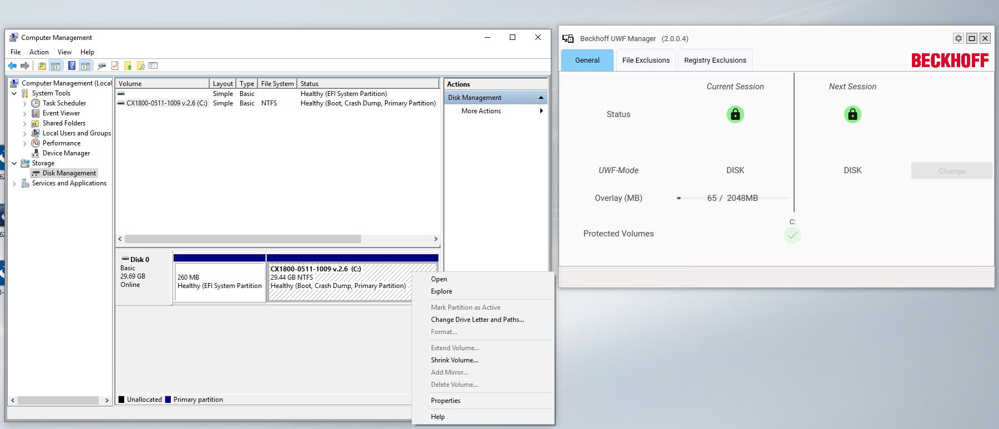 Computer Management
File Action View Help
Computer Management (Local
System Tools
Task Scheduler
Event Viewer
Shared Folders
Local Users and Groups
Performance
Device Manager
Storage
Disk Management
Services and Applications
Volume Layout Type File System Status
Simple Basic Healthy (EFI System Partition)
CX1800-0511-1009 v.2.6 (C:) Simple Basic NTFS Healthy (Boot, Crash Dump, Primary Partition)
Disk 0
Basic
29.69 GB
Online
260 MB
Healthy (EFI System Partition
CX1800-0511-1009 v.2.6 (C:)
29.44 GB NTFS
Healthy (Boot, Crash Dump, Primary Partition)
Unallocated Primary partition
Actions
Disk Management
More Actions
Open
Explore
Mark Partition as Active
Change Drive Letter and Paths...
Format...
Extend Volume...
Shrink Volume...
Add Mirror...
Delete Volume...
Properties
Help
Beckhoff UWF Manager (2.0.0.4)
General File Exclusions Registry Exclusions
BECKHOFF
Current Session Next Session
Status
UWF-Mode DISK DISK Change
Overlay (MB) 65 / 2048MB
C:
Protected Volumes